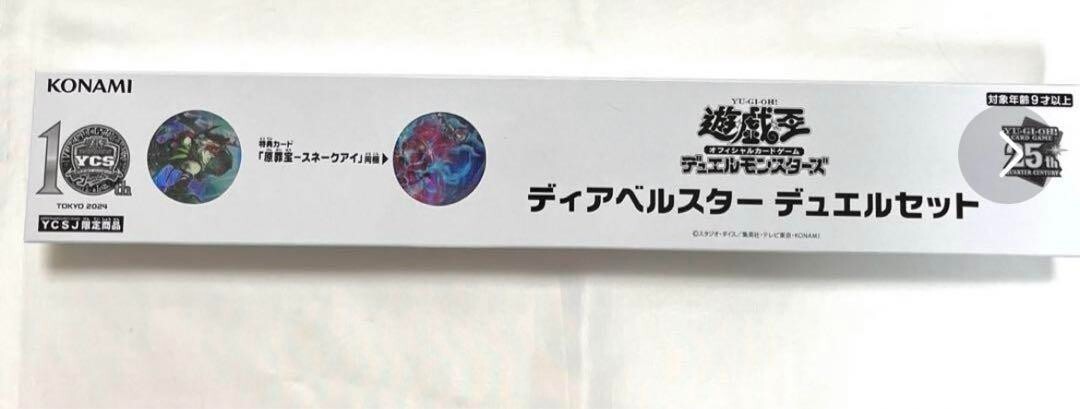 KONAMI
10th
YCS
TOKYO 2024
YCSJ限定商品
特典カード
「原罪宝-スネークアイ」同梱▶
YU-GI-OH!
遊戯王
オフィシャルカードゲーム
デュエルモンスターズ
ディアベルスター デュエルセット
©スタジオ・ダイス/集英社・テレビ東京・KONAMI
対象年齢9才以上
YU-GI-OH!
CARD GAME
25th
QUARTER CENTURY